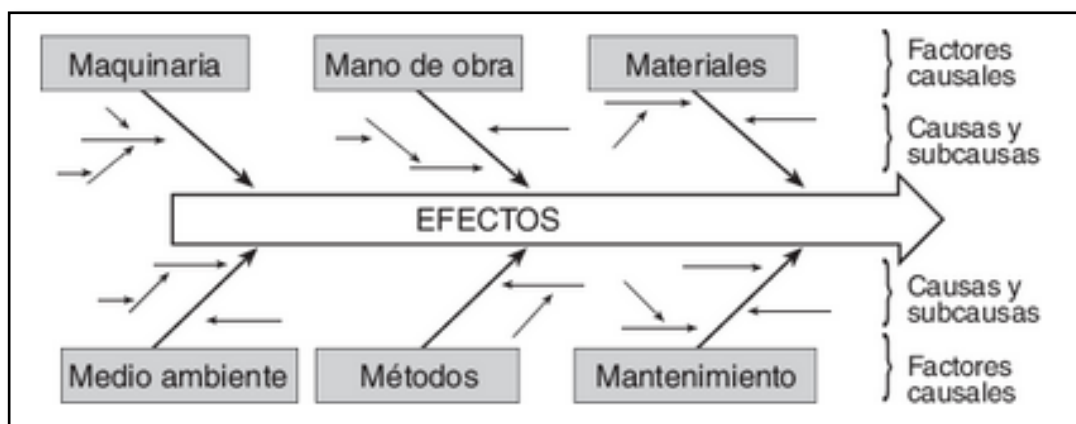 Maquinaria
Mano de obra
Materiales
Factores
causales
Causas y
subcausas
EFECTOS
Causas y
subcausas
Medio ambiente
Métodos
Mantenimiento
Factores
causales